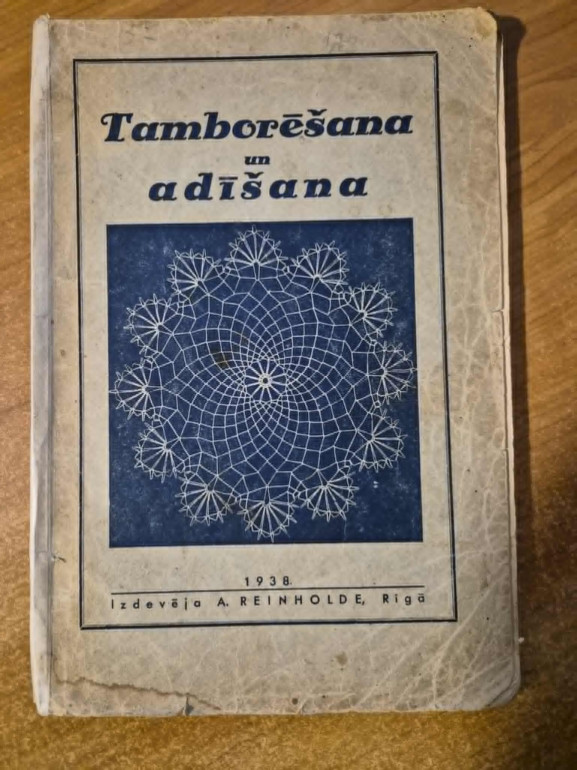 Tamborēšana
un
adīšana
1938.
Izdevēja A. REINHOLDE, Rīgā